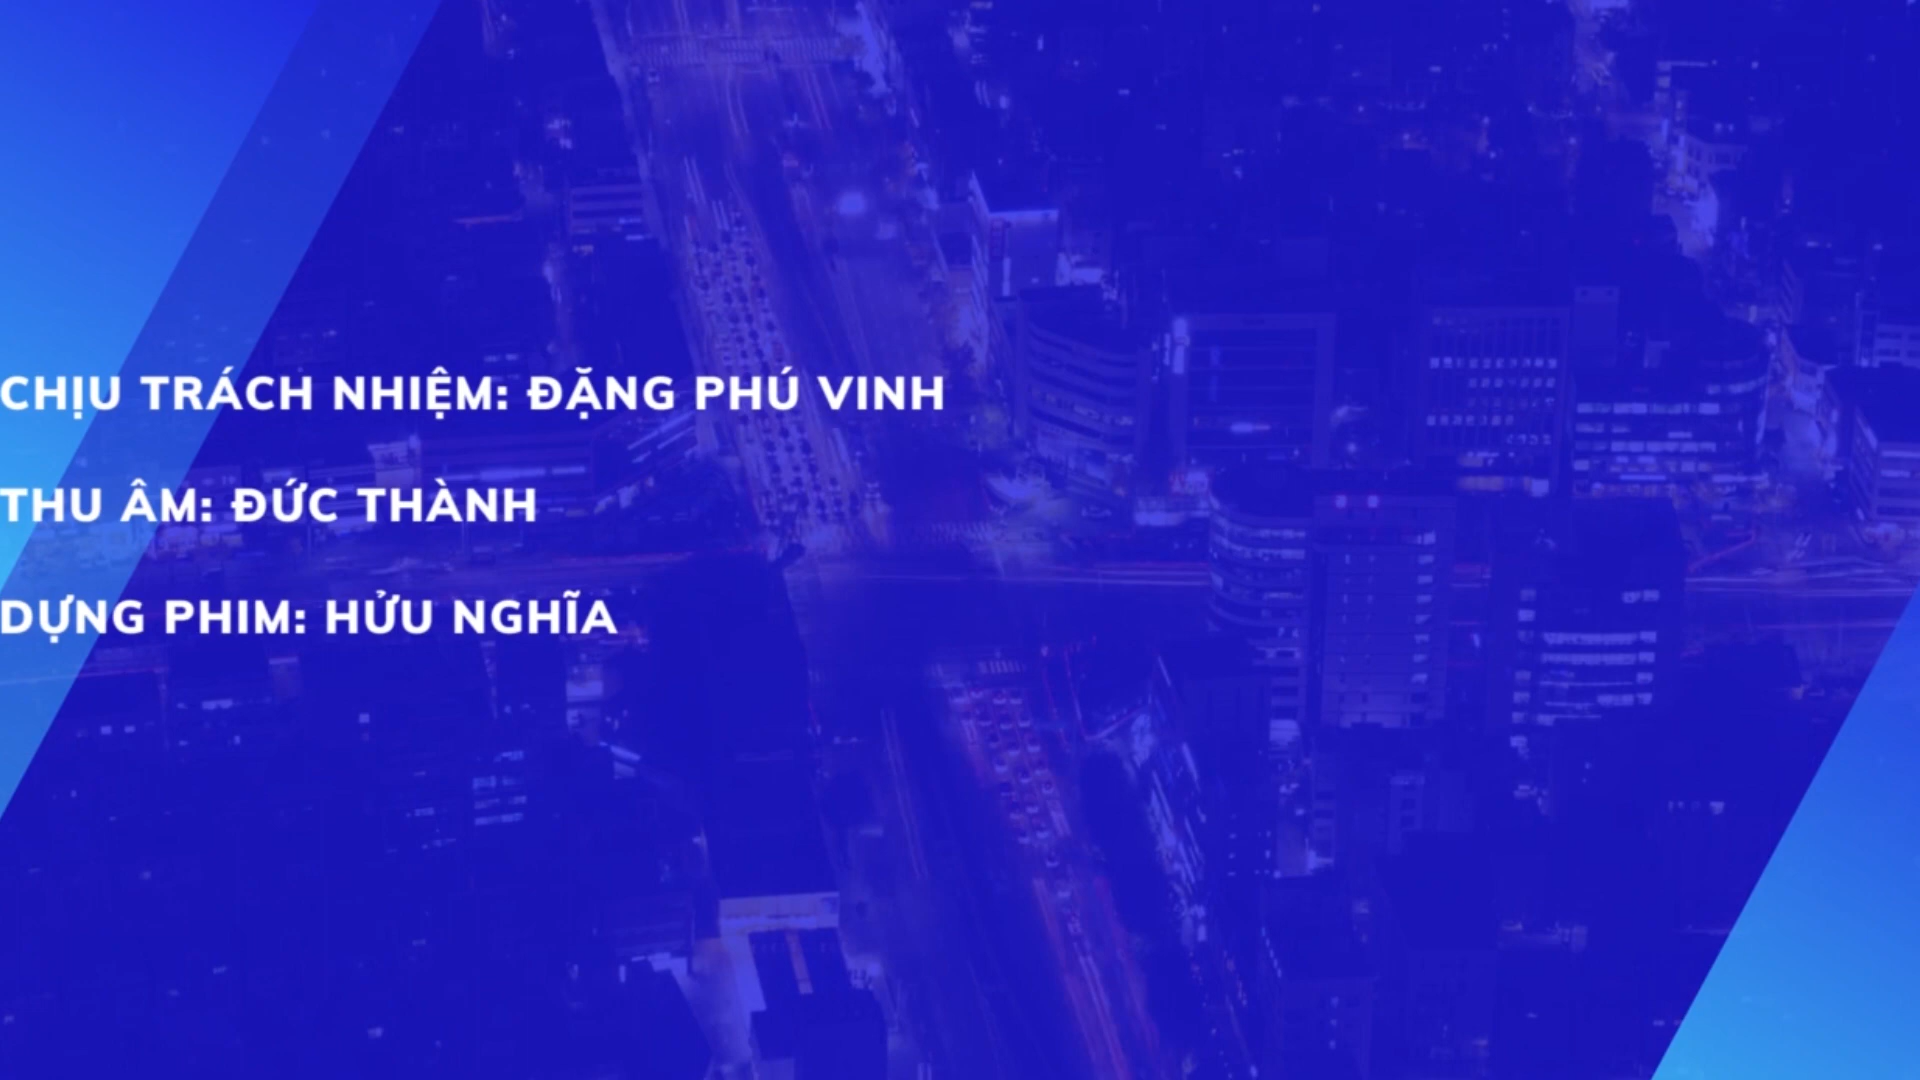 CHỊU TRÁCH NHIỆM: ĐẶNG PHÚ VINH
THU ÂM: ĐỨC THÀNH
DỰNG PHIM: HỬU NGHĨA